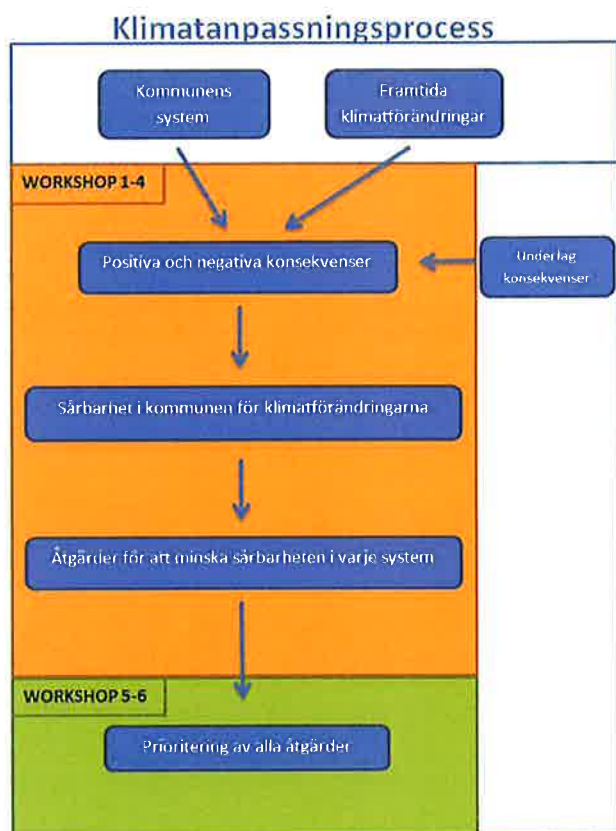 Klimatanpassningsprocess
Kommunens
system
Framtida
klimatförändringar
WORKSHOP 1-4
Positiva och negativa konsekvenser
Underlag
konsekvenser
Sårbarhet i kommunen för klimatförändringarna
Åtgärder för att minska sårbarheten i varje system
WORKSHOP 5-6
Prioritering av alla åtgärder